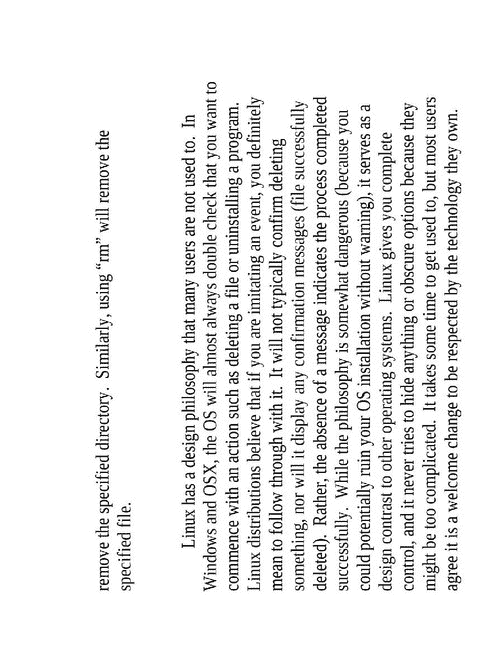 remove the specified directory.  Similarly, using “rm” will remove the
specified file.
Linux has a design philosophy that many users are not used to.  In
Windows and OSX, the OS will almost always double check that you want to
commence with an action such as deleting a file or uninstalling a program.
Linux distributions believe that if you are imitating an event, you definitely
mean to follow through with it.  It will not typically confirm deleting
something, nor will it display any confirmation messages (file successfully
deleted).  Rather, the absence of a message indicates the process completed
successfully.  While the philosophy is somewhat dangerous (because you
could potentially ruin your OS installation without warning), it serves as a
design contrast to other operating systems.  Linux gives you complete
control, and it never tries to hide anything or obscure options because they
might be too complicated.  It takes some time to get used to, but most users
agree it is a welcome change to be respected by the technology they own.